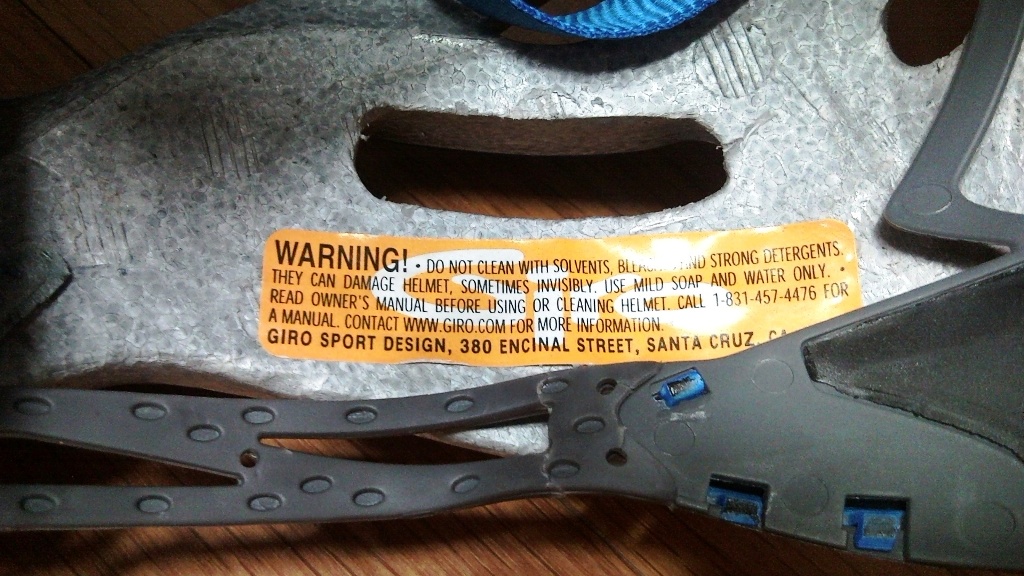 WARNING! · DO NOT CLEAN WITH SOLVENTS, AND STRONG DETERGENTS.
THEY CAN DAMAGE HELMET, SOMETIMES INVISIBLY. USE MILD SOAP AND WATER ONLY. ·
READ OWNER'S MANUAL BEFORE USING OR CLEANING HELMET. CALL 1-831-457-4476 FOR
A MANUAL. CONTACT WWW.GIRO.COM FOR MORE INFORMATION.
GIRO SPORT DESIGN, 380 ENCINAL STREET, SANTA CRUZ,